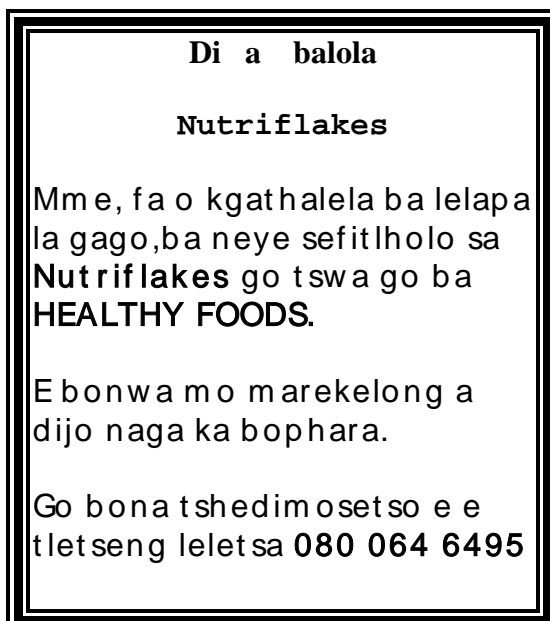 Di a balola
Nutriflakes
Mme, fa o kgathalela ba lelapa
la gago,ba neye sefitlholo sa
Nutriflakes go tswa go ba
HEALTHY FOODS.
E bonwa mo marekelong a
dijo naga ka bophara.
Go bona tshedimosetso e e
tletseng leletsa 080 064 6495